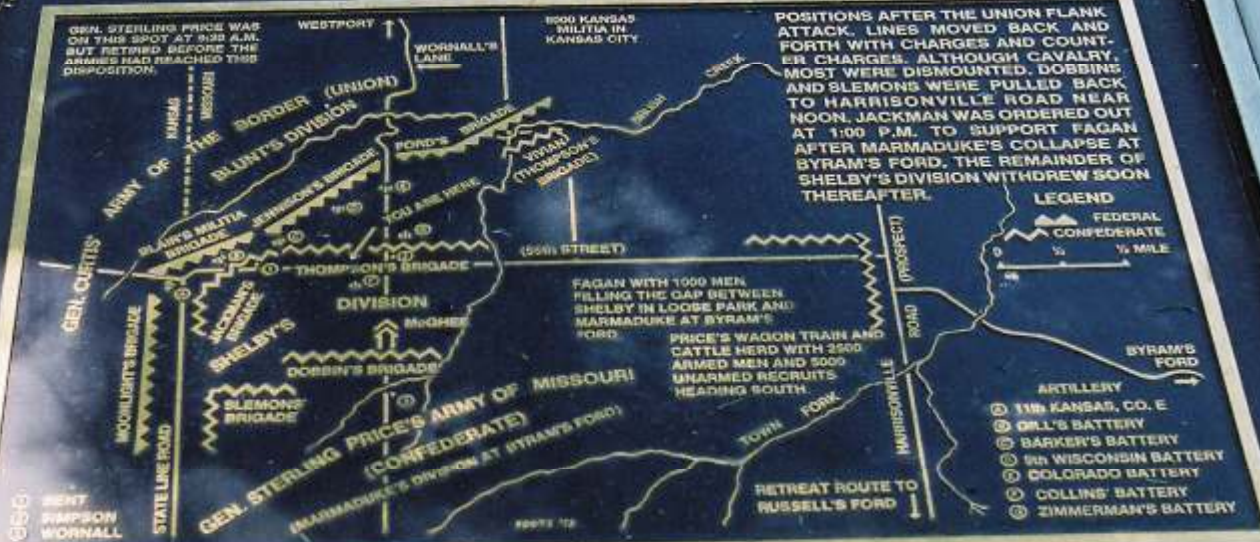 GEN. STERLING PRICE WAS
ON THIS SPOT AT 9:30 A.M.
BUT RETIRED BEFORE THE
ARMIES HAD REACHED THIS
DISPOSITION.
WESTPORT
WORNALL'S
LANE
8000 KANSAS
MILITIA IN
KANSAS CITY
POSITIONS AFTER THE UNION FLANK
ATTACK. LINES MOVED BACK AND
FORTH WITH CHARGES AND COUNT-
ER CHARGES. ALTHOUGH CAVALRY,
MOST WERE DISMOUNTED. DOBBINS
AND SLEMONS WERE PULLED BACK
TO HARRISONVILLE ROAD NEAR
NOON. JACKMAN WAS ORDERED OUT
AT 1:00 P.M. TO SUPPORT FAGAN
AFTER MARMADUKE'S COLLAPSE AT
BYRAM'S FORD. THE REMAINDER OF
SHELBY'S DIVISION WITHDREW SOON
THEREAFTER.
KANSAS
MISSOURI
ARMY OF THE BORDER (UNION)
BLUNT'S DIVISION
GEN. CURTIS'
BLAIR'S MILITIA
BRIGADE
JENNISON'S BRIGADE
FORD'S BRIGADE
BRUSH CREEK
VIVIAN
(THOMPSON'S
BRIGADE)
YOU ARE HERE
(55th STREET)
THOMPSON'S BRIGADE
DIVISION
McGHEE
JACKMAN'S
BRIGADE
SHELBY'S
DOBBIN'S BRIGADE
SLEMONS'
BRIGADE
MOONLIGHT'S BRIGADE
STATE LINE ROAD
FAGAN WITH 1000 MEN
FILLING THE GAP BETWEEN
SHELBY IN LOOSE PARK AND
MARMADUKE AT BYRAM'S
FORD.
PRICE'S WAGON TRAIN AND
CATTLE HERD WITH 2500
ARMED MEN AND 5000
UNARMED RECRUITS
HEADING SOUTH
GEN. STERLING PRICE'S ARMY OF MISSOURI
(CONFEDERATE)
(MARMADUKE'S DIVISION AT BYRAM'S FORD)
TOWN FORK
HARRISONVILLE ROAD (PROSPECT)
RETREAT ROUTE TO
RUSSELL'S FORD
LEGEND
FEDERAL
CONFEDERATE
0 ½ MILE
BYRAM'S
FORD
ARTILLERY
A 11th KANSAS, CO. E
B GILL'S BATTERY
C BARKER'S BATTERY
D 9th WISCONSIN BATTERY
E COLORADO BATTERY
F COLLINS' BATTERY
G ZIMMERMAN'S BATTERY
BENT
SIMPSON
WORNALL